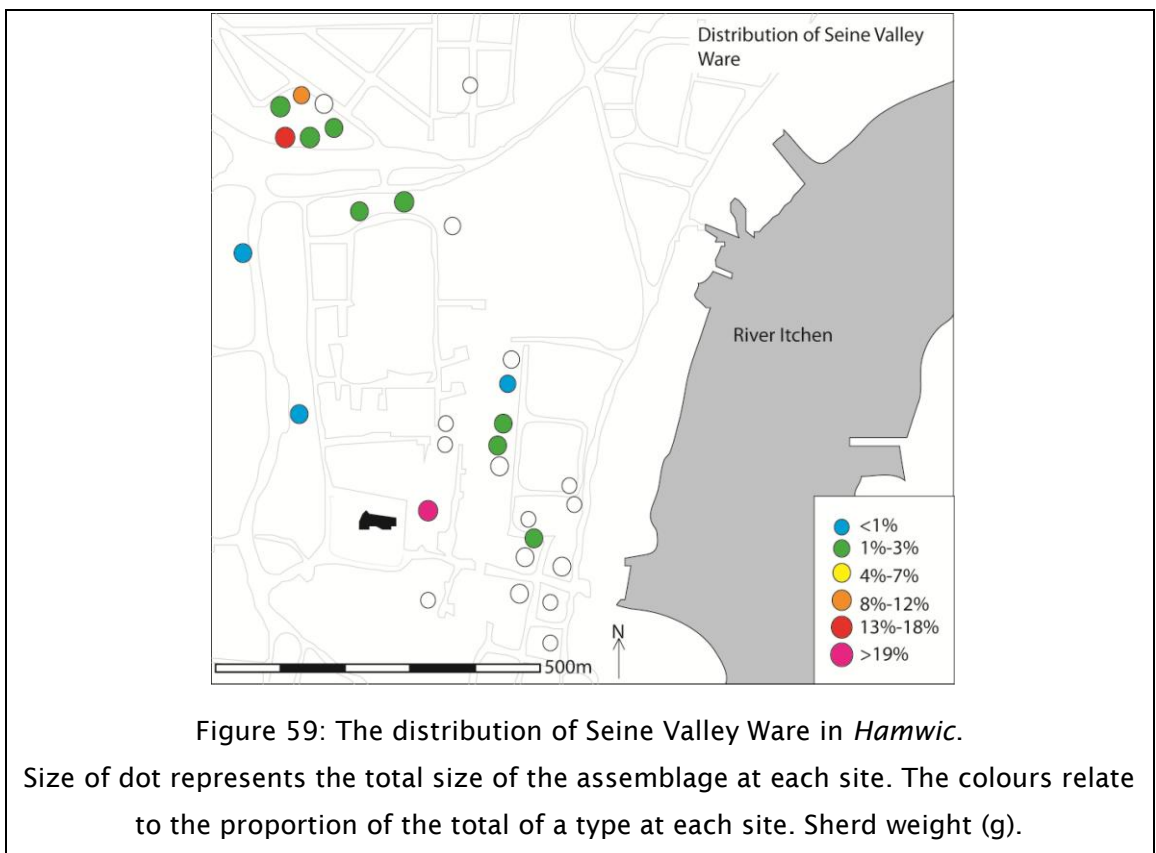 Distribution of Seine Valley
Ware
River Itchen
<1%
1%-3%
4%-7%
8%-12%
13%-18%
>19%
N
500m
Figure 59: The distribution of Seine Valley Ware in Hamwic.
Size of dot represents the total size of the assemblage at each site. The colours relate
to the proportion of the total of a type at each site. Sherd weight (g).